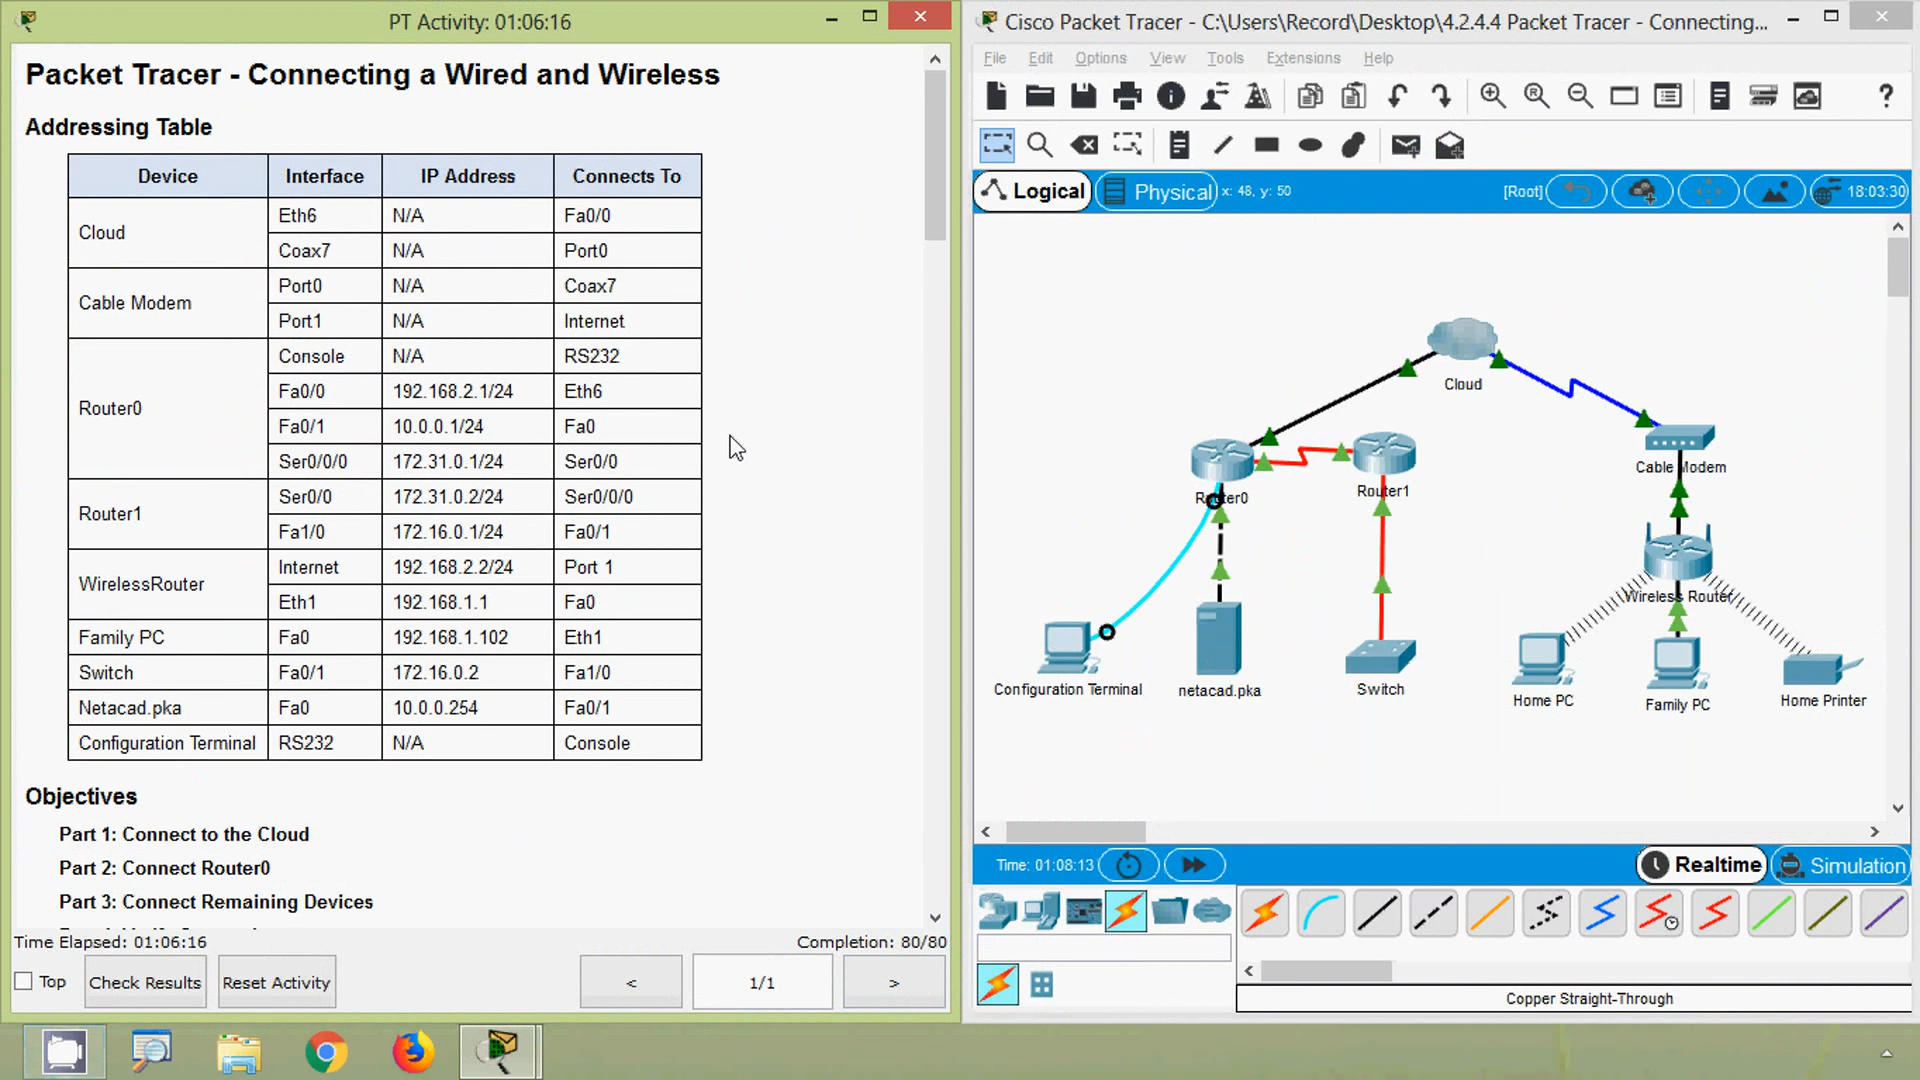 PT Activity: 01:06:16
Packet Tracer - Connecting a Wired and Wireless
Addressing Table
Device Interface IP Address Connects To
Cloud Eth6 N/A Fa0/0
Coax7 N/A Port0
Cable Modem Port0 N/A Coax7
Port1 N/A Internet
Router0 Console N/A RS232
Fa0/0 192.168.2.1/24 Eth6
Fa0/1 10.0.0.1/24 Fa0
Ser0/0/0 172.31.0.1/24 Ser0/0
Router1 Ser0/0 172.31.0.2/24 Ser0/0/0
Fa1/0 172.16.0.1/24 Fa0/1
WirelessRouter Internet 192.168.2.2/24 Port 1
Eth1 192.168.1.1 Fa0
Family PC Fa0 192.168.1.102 Eth1
Switch Fa0/1 172.16.0.2 Fa1/0
Netacad.pka Fa0 10.0.0.254 Fa0/1
Configuration Terminal RS232 N/A Console
Objectives
Part 1: Connect to the Cloud
Part 2: Connect Router0
Part 3: Connect Remaining Devices
Time Elapsed: 01:06:16 Completion: 80/80
Top Check Results Reset Activity < 1/1 >
Cisco Packet Tracer - C:\Users\Record\Desktop\4.2.4.4 Packet Tracer - Connecting...
File Edit Options View Tools Extensions Help
Logical Physical x: 48, y: 50 [Root] 18:03:30
Cloud
Cable Modem
Router0
Router1
Wireless Router
Configuration Terminal
netacad.pka
Switch
Home PC
Family PC
Home Printer
Time: 01:08:13 Realtime Simulation
Copper Straight-Through